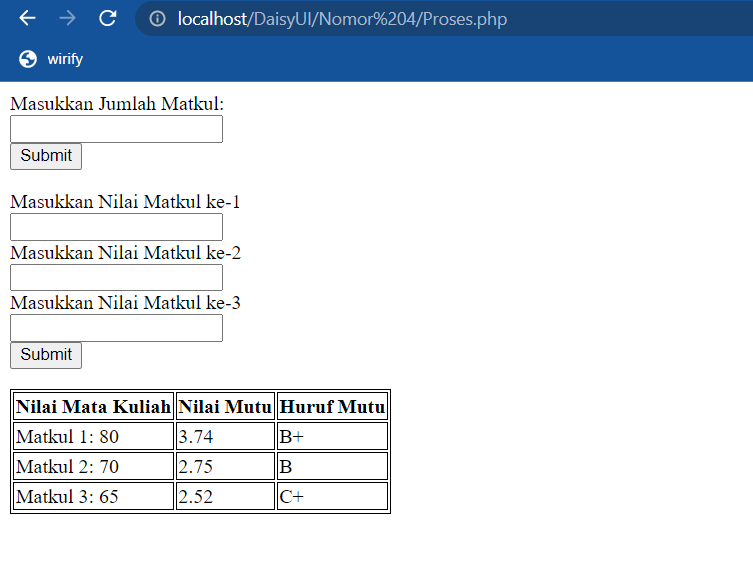 localhost/DaisyUI/Nomor%204/Proses.php
wirify
Masukkan Jumlah Matkul:
Submit
Masukkan Nilai Matkul ke-1
Masukkan Nilai Matkul ke-2
Masukkan Nilai Matkul ke-3
Submit
Nilai Mata Kuliah Nilai Mutu Huruf Mutu
Matkul 1: 80 3.74 B+
Matkul 2: 70 2.75 B
Matkul 3: 65 2.52 C+